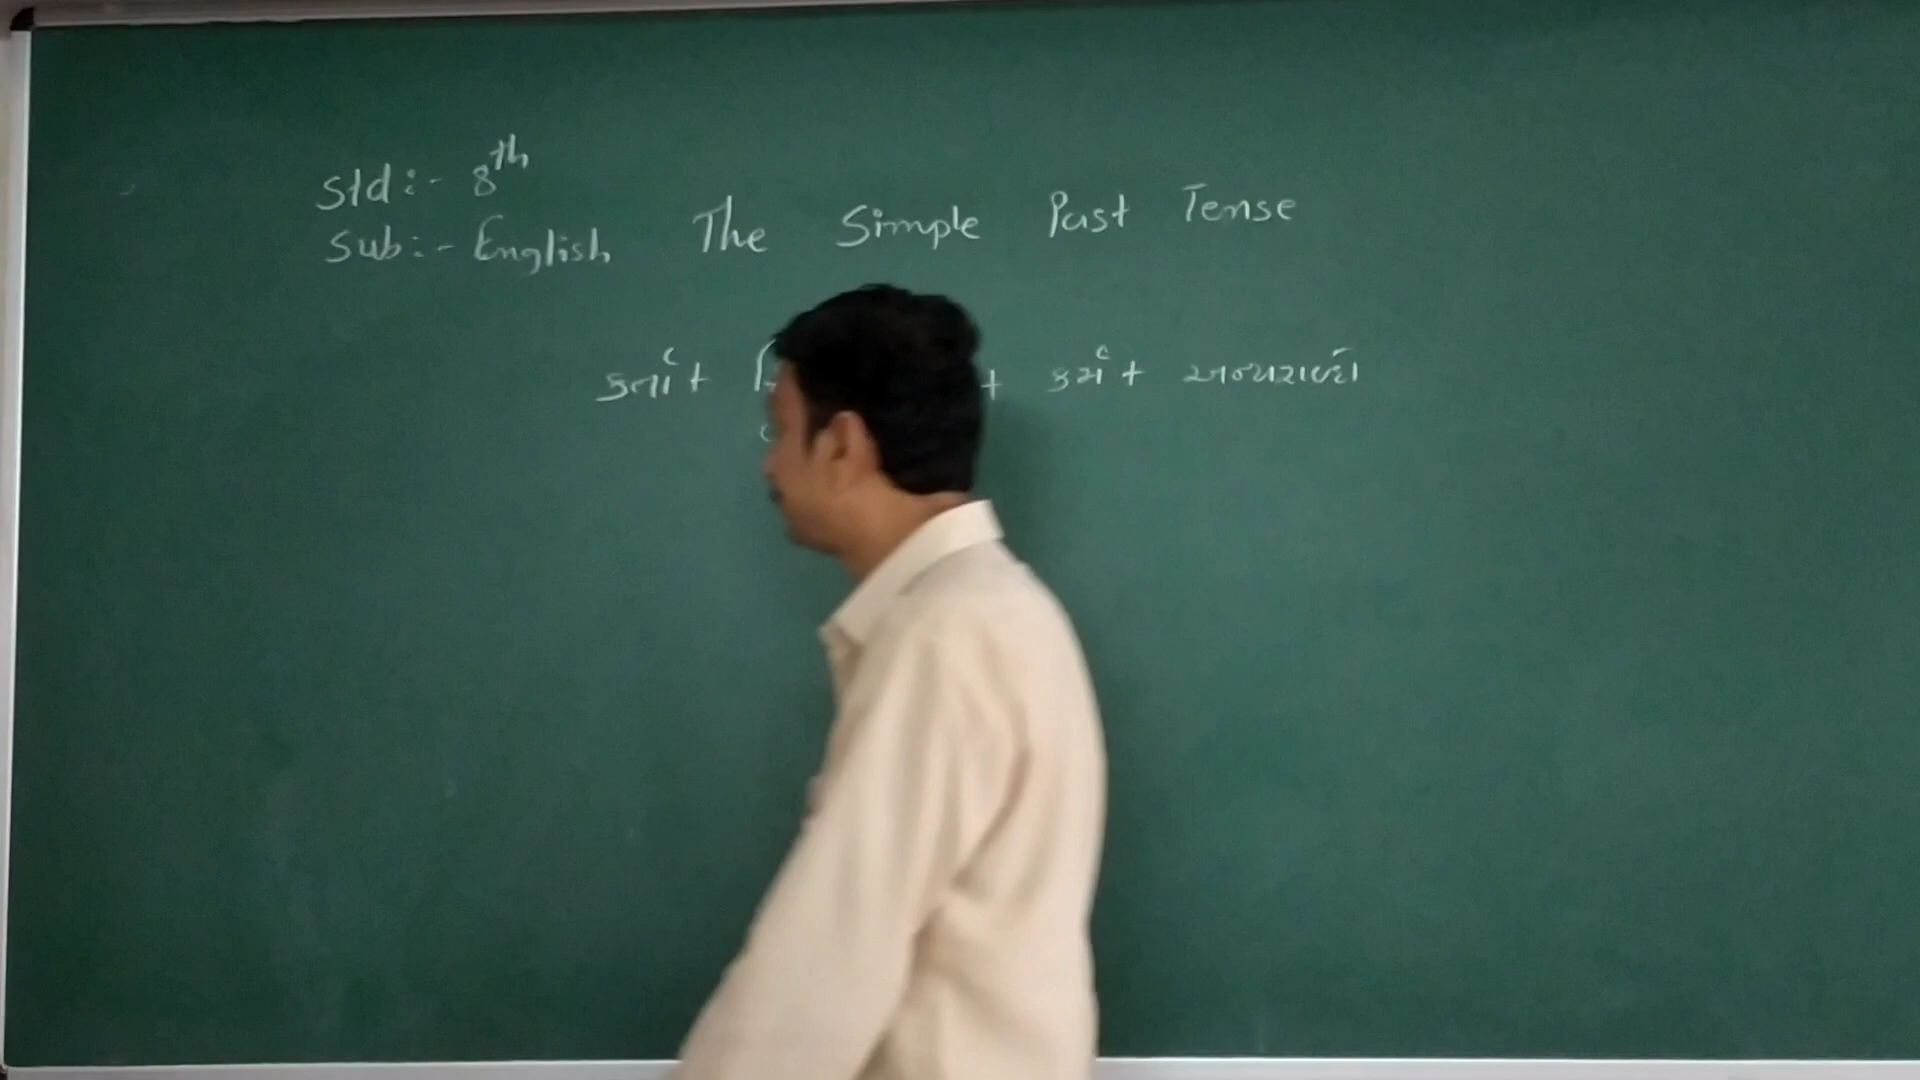 Std :- 8th
Sub :- English The Simple Past Tense
કર્તા + + કર્મ + અન્યશબ્દો